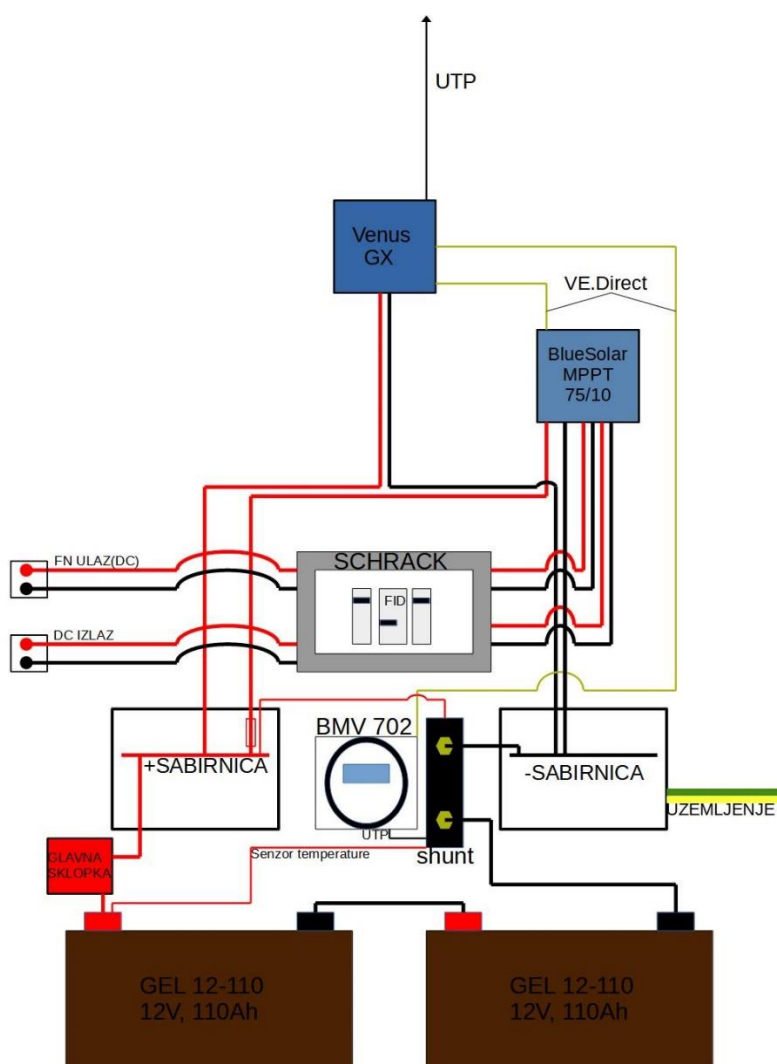 UTP
Venus
GX
VE.Direct
BlueSolar
MPPT
75/10
FN ULAZ(DC)
SCHRACK
FID
DC IZLAZ
BMV 702
+SABIRNICA
-SABIRNICA
UZEMLJENJE
UTP
shunt
Senzor temperature
GLAVNA
SKLOPKA
GEL 12-110
12V, 110Ah
GEL 12-110
12V, 110Ah